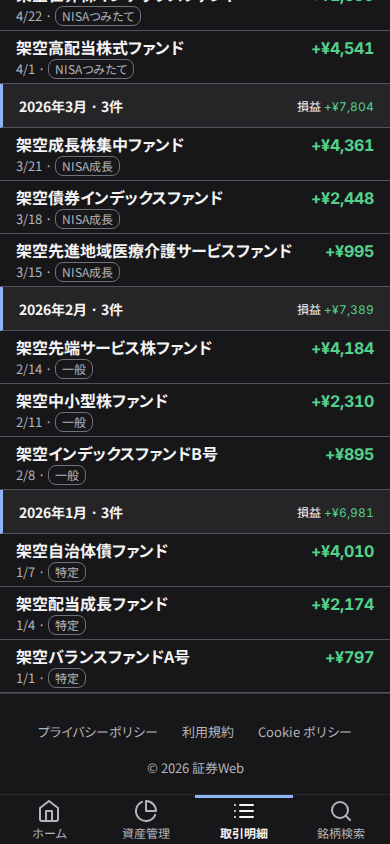 4/22・NISAつみたて
架空高配当株式ファンド +¥4,541
4/1・NISAつみたて
2026年3月・3件 損益 +¥7,804
架空成長株集中ファンド +¥4,361
3/21・NISA成長
架空債券インデックスファンド +¥2,448
3/18・NISA成長
架空先進地域医療介護サービスファンド +¥995
3/15・NISA成長
2026年2月・3件 損益 +¥7,389
架空先端サービス株ファンド +¥4,184
2/14・一般
架空中小型株ファンド +¥2,310
2/11・一般
架空インデックスファンドB号 +¥895
2/8・一般
2026年1月・3件 損益 +¥6,981
架空自治体債ファンド +¥4,010
1/7・特定
架空配当成長ファンド +¥2,174
1/4・特定
架空バランスファンドA号 +¥797
1/1・特定
プライバシーポリシー 利用規約 Cookie ポリシー
© 2026 証券Web
ホーム 資産管理 取引明細 銘柄検索